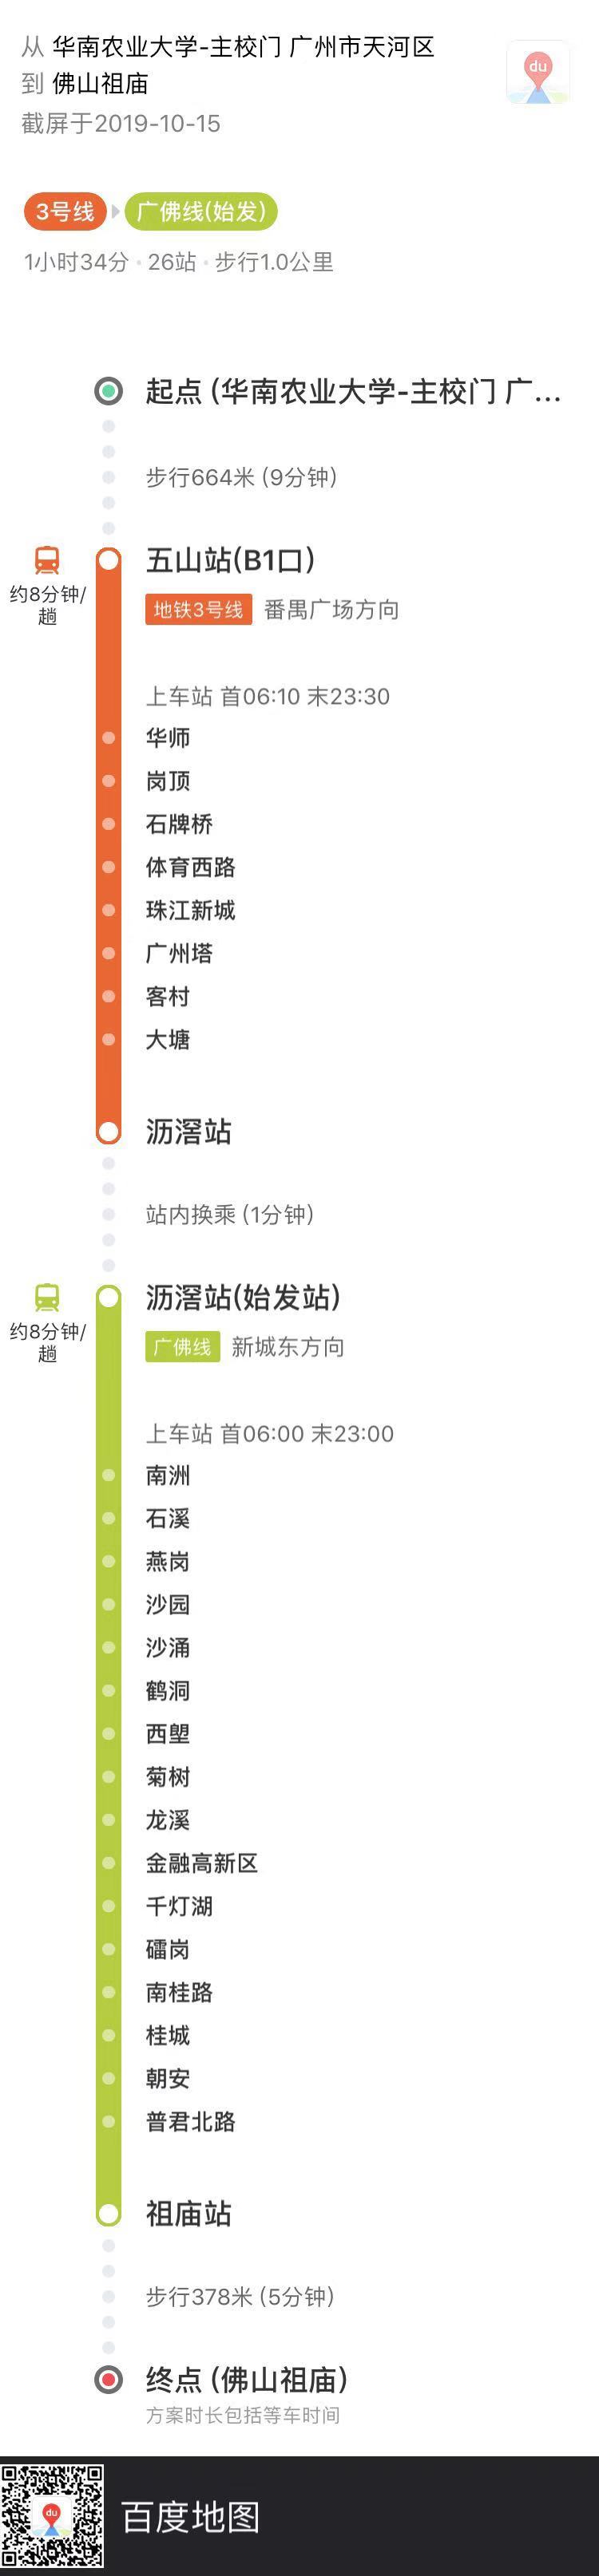 从 华南农业大学-主校门 广州市天河区
到 佛山祖庙
截屏于2019-10-15
du
3号线 广佛线(始发)
1小时34分 · 26站 · 步行1.0公里
起点 (华南农业大学-主校门 广...
步行664米 (9分钟)
五山站(B1口)
约8分钟/
趟
地铁3号线 番禺广场方向
上车站 首06:10 末23:30
华师
岗顶
石牌桥
体育西路
珠江新城
广州塔
客村
大塘
沥滘站
站内换乘 (1分钟)
沥滘站(始发站)
约8分钟/
趟
广佛线 新城东方向
上车站 首06:00 末23:00
南洲
石溪
燕岗
沙园
沙涌
鹤洞
西塱
菊树
龙溪
金融高新区
千灯湖
礌岗
南桂路
桂城
朝安
普君北路
祖庙站
步行378米 (5分钟)
终点 (佛山祖庙)
方案时长包括等车时间
du
百度地图